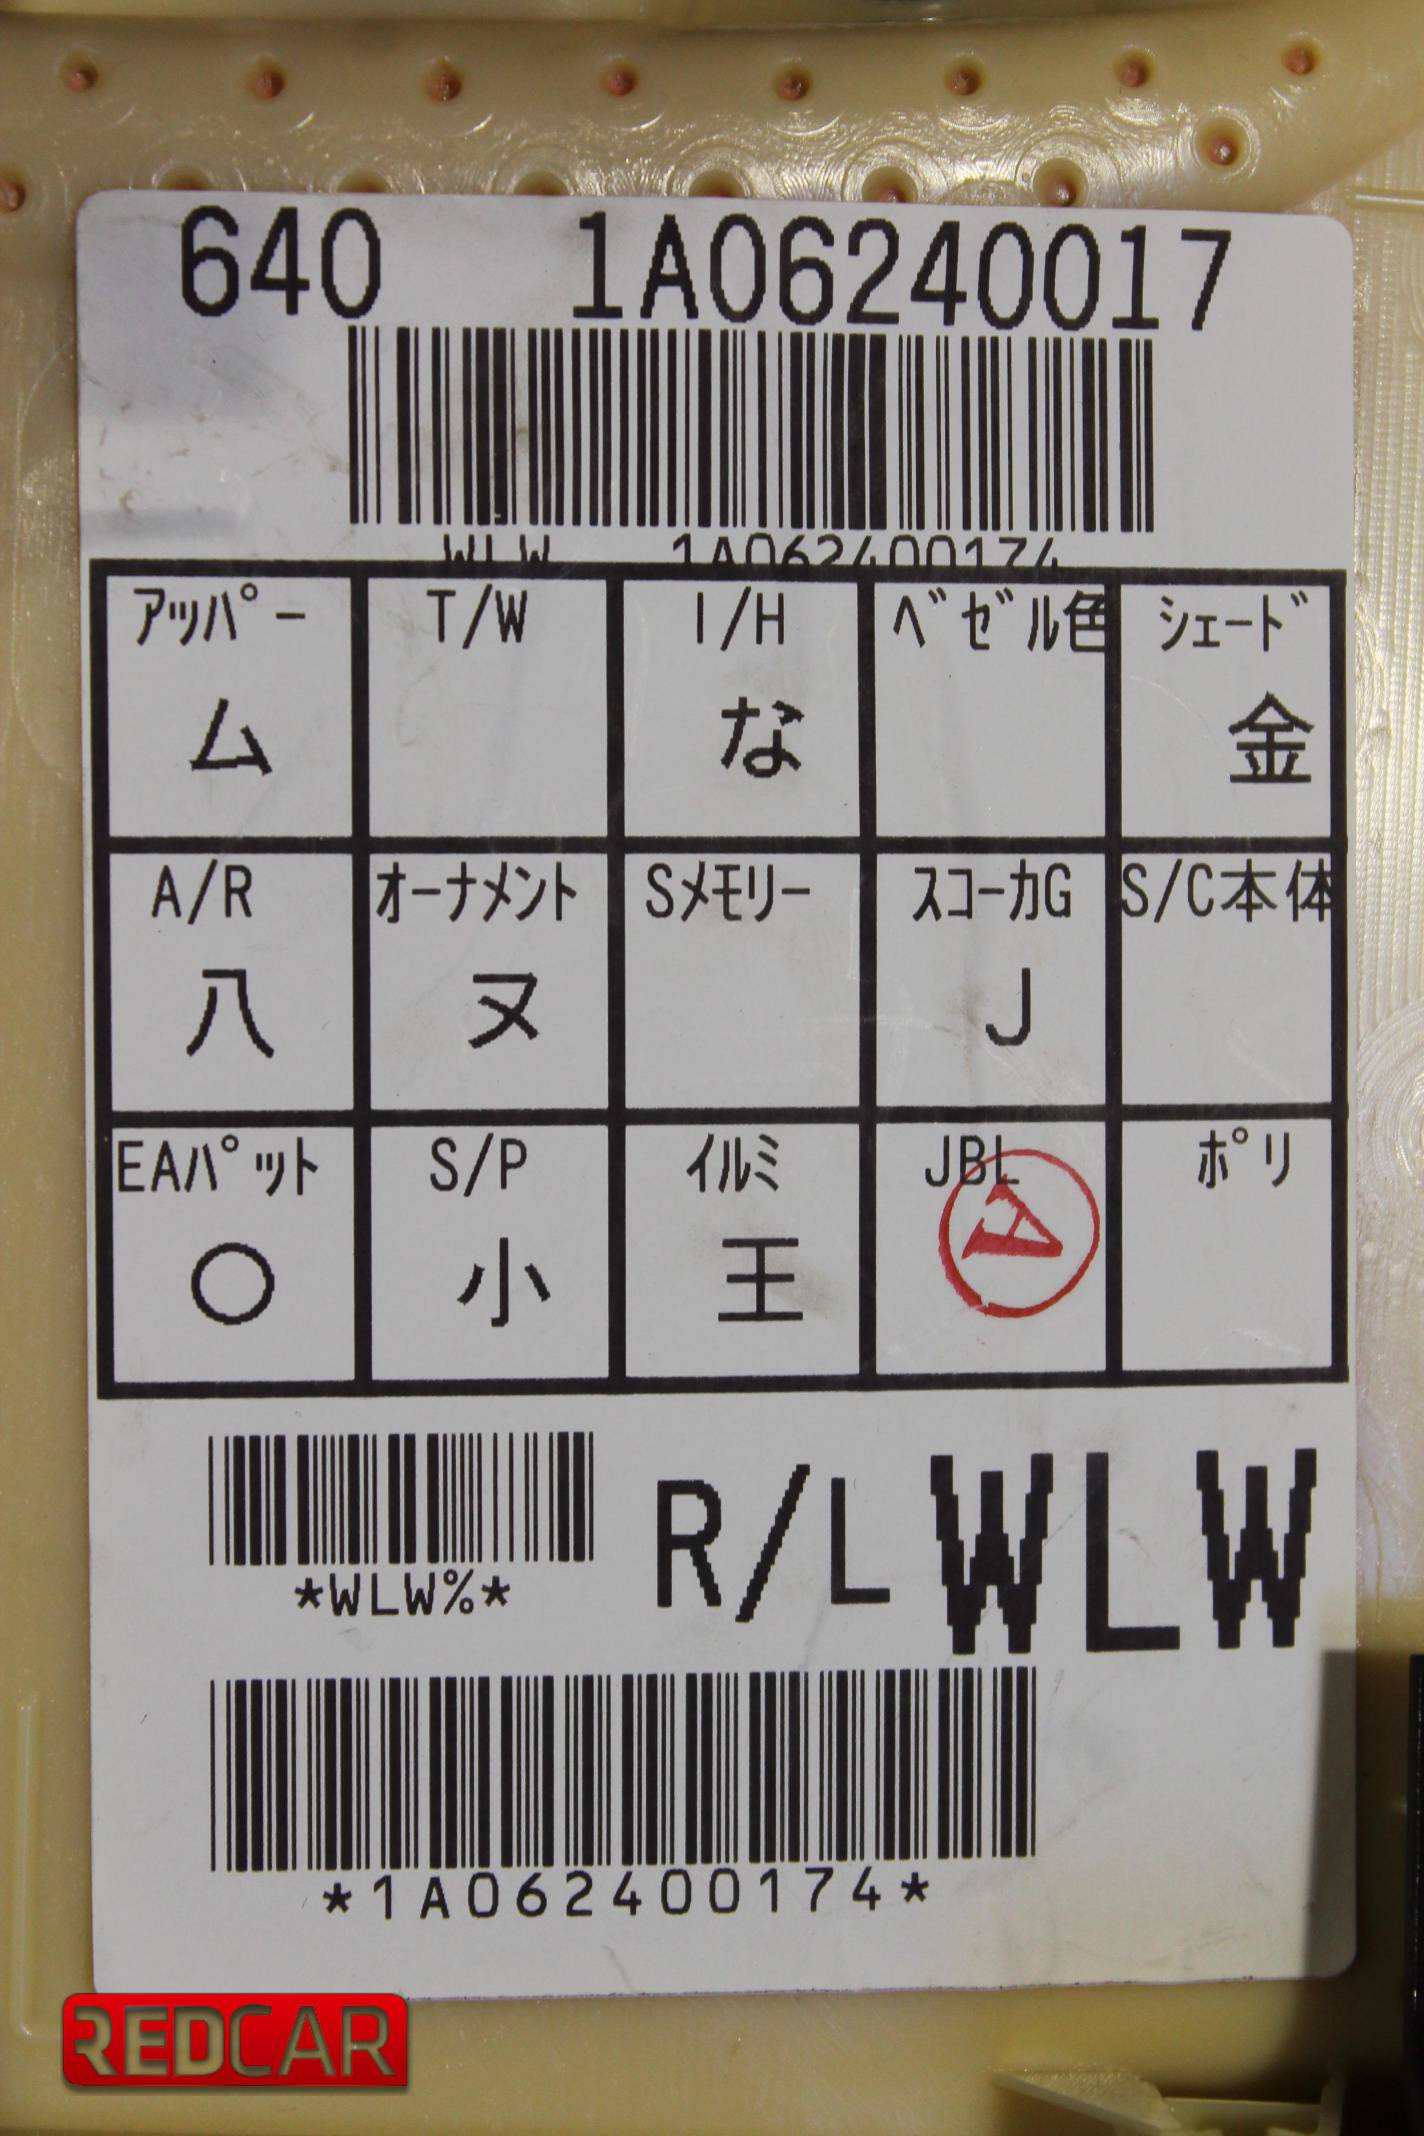 640 1A06240017
WLW 1A062400174
ｱｯﾊﾟｰ T/W I/H ﾍﾞｾﾞﾙ色 ｼｪｰﾄﾞ
ム な 金
A/R ｵｰﾅﾒﾝﾄ Sﾒﾓﾘｰ ｽｺｰｶG S/C本体
八 ヌ J
EAﾊﾟｯﾄ S/P ｲﾙﾐ JBL ﾎﾟﾘ
○ 小 王 A
*WLW%* R/L WLW
*1A062400174*
REDCAR